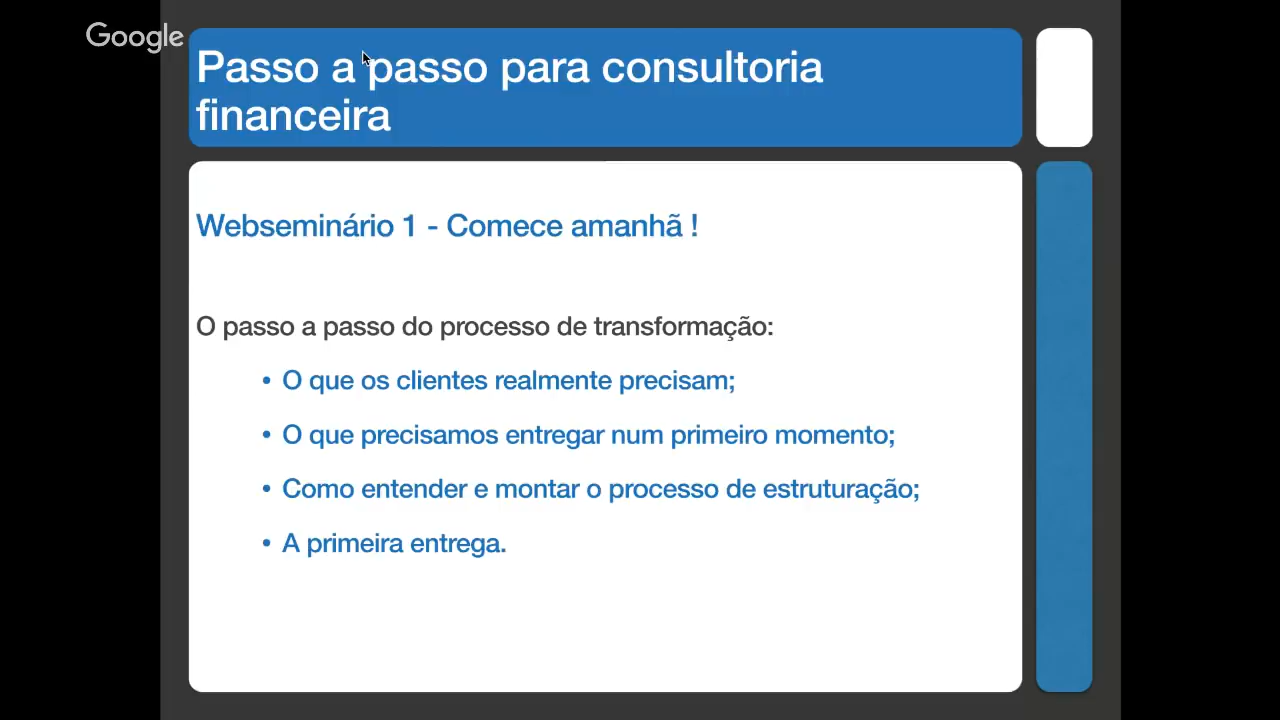 Google
Passo a passo para consultoria
financeira
Webseminário 1 - Comece amanhã !
O passo a passo do processo de transformação:
• O que os clientes realmente precisam;
• O que precisamos entregar num primeiro momento;
• Como entender e montar o processo de estruturação;
• A primeira entrega.